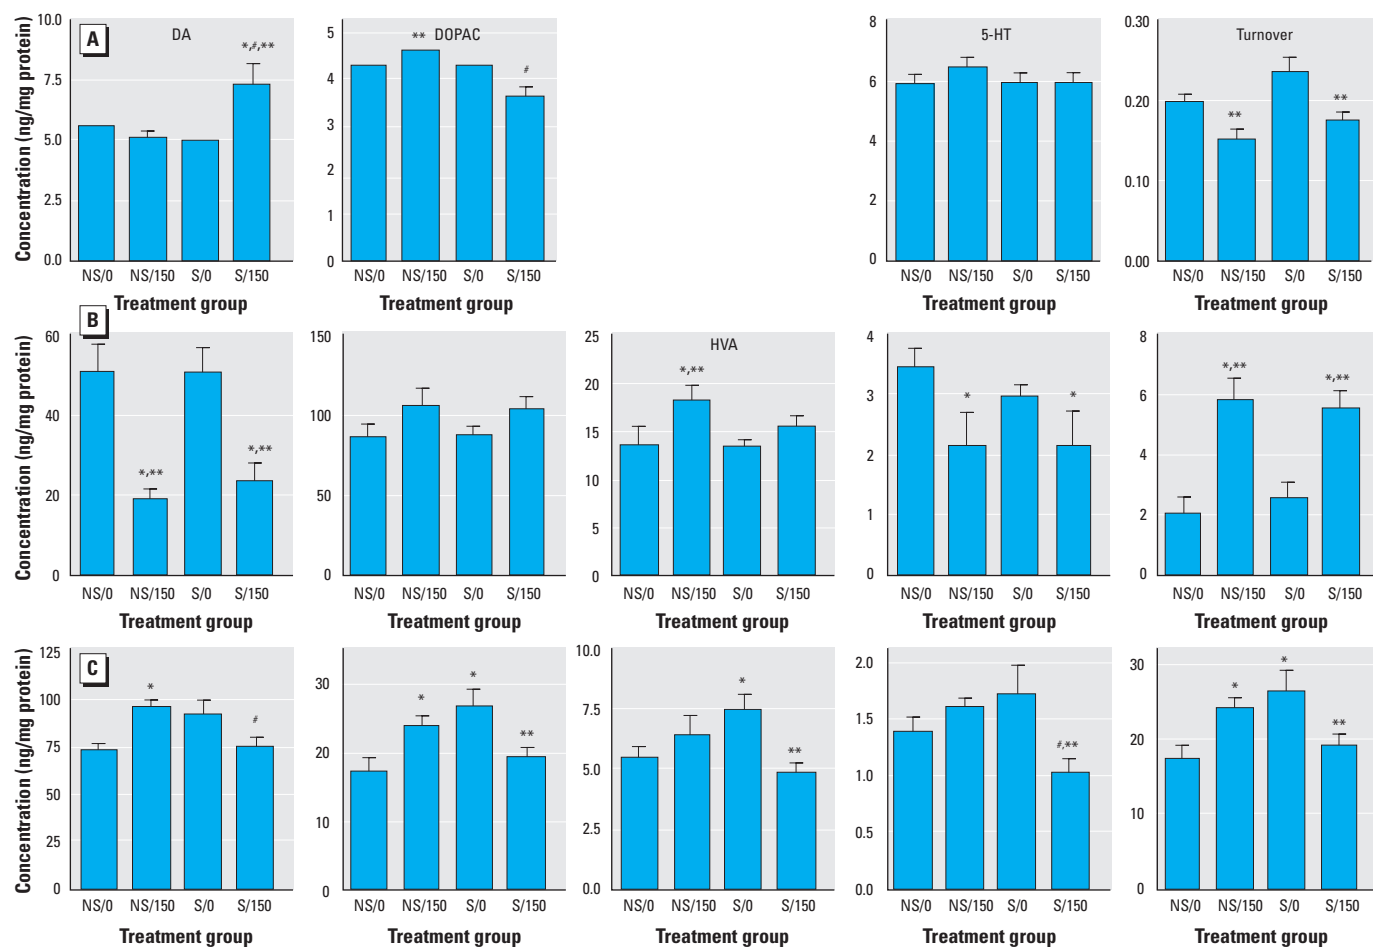 A
DA
DOPAC
5-HT
Turnover
Concentration (ng/mg protein)
10.0
7.5
5.0
2.5
0.0
*,#,**
NS/0 NS/150 S/0 S/150
Treatment group
5
4
3
2
1
0
**
#
NS/0 NS/150 S/0 S/150
Treatment group
8
6
4
2
0
NS/0 NS/150 S/0 S/150
Treatment group
0.30
0.20
0.10
0.00
**
**
NS/0 NS/150 S/0 S/150
Treatment group
B
Concentration (ng/mg protein)
60
40
20
0
*,**
*,**
NS/0 NS/150 S/0 S/150
Treatment group
150
100
50
0
NS/0 NS/150 S/0 S/150
Treatment group
HVA
25
20
15
10
5
0
*,**
NS/0 NS/150 S/0 S/150
Treatment group
4
3
2
1
0
*
*
NS/0 NS/150 S/0 S/150
Treatment group
8
6
4
2
0
*,**
*,**
NS/0 NS/150 S/0 S/150
Treatment group
C
Concentration (ng/mg protein)
125
100
75
50
25
0
*
#
NS/0 NS/150 S/0 S/150
Treatment group
30
20
10
0
*
*
**
NS/0 NS/150 S/0 S/150
Treatment group
10.0
7.5
5.0
2.5
0.0
*
**
NS/0 NS/150 S/0 S/150
Treatment group
2.0
1.5
1.0
0.5
0.0
#,**
NS/0 NS/150 S/0 S/150
Treatment group
30
20
10
0
*
*
**
NS/0 NS/150 S/0 S/150
Treatment group